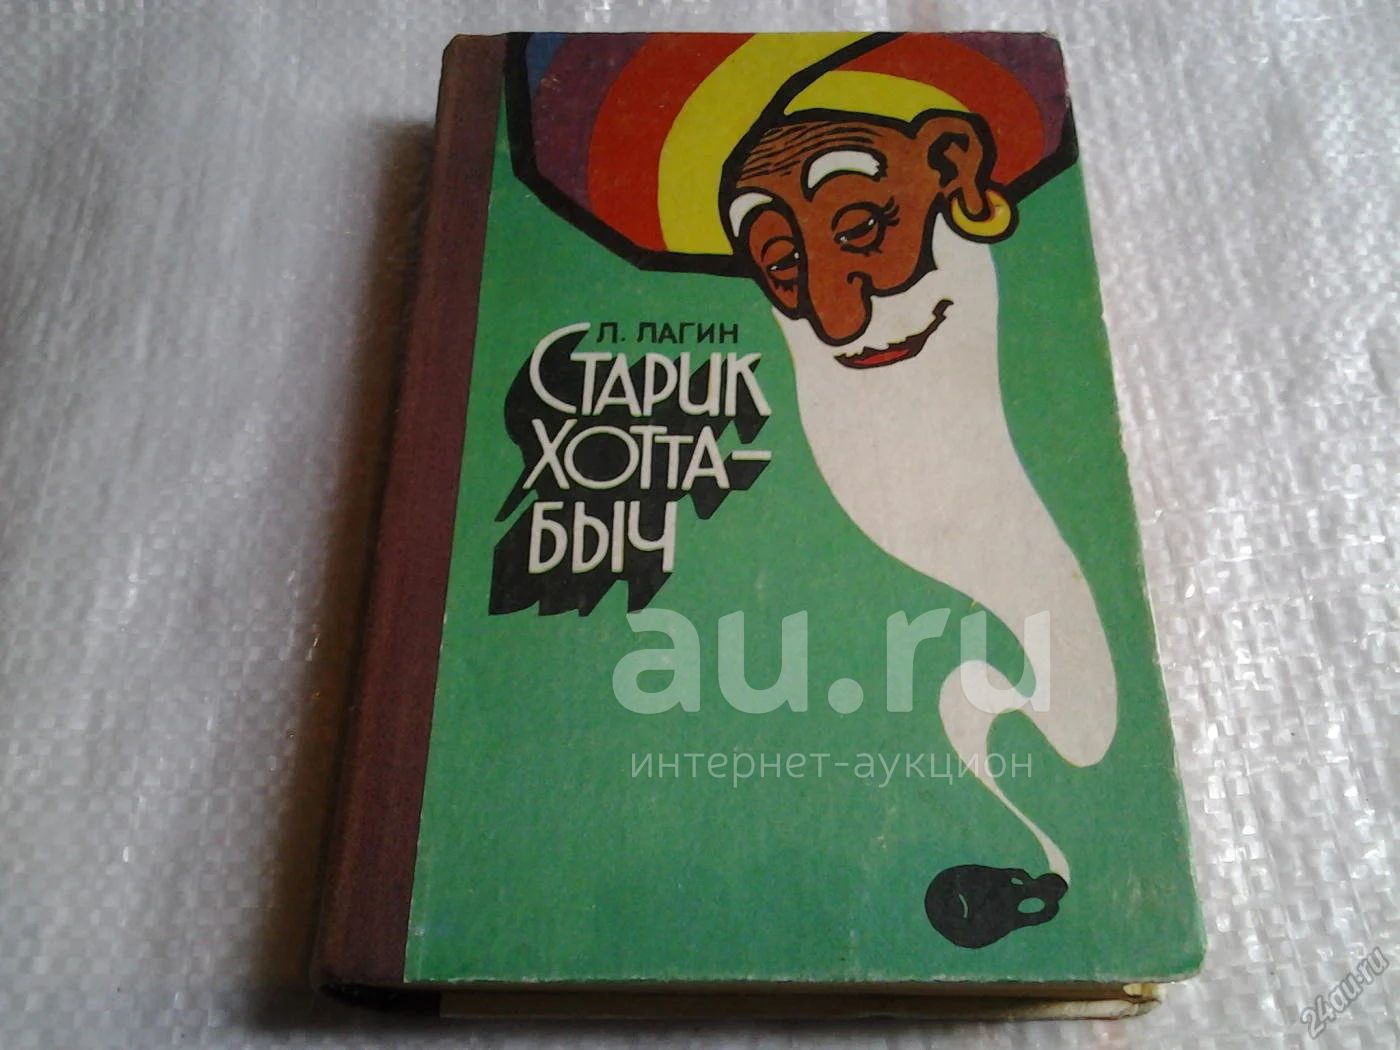 Л. ЛАГИН
СТАРИК
ХОТТА-
БЫЧ
au.ru
интернет-аукцион
24au.ru